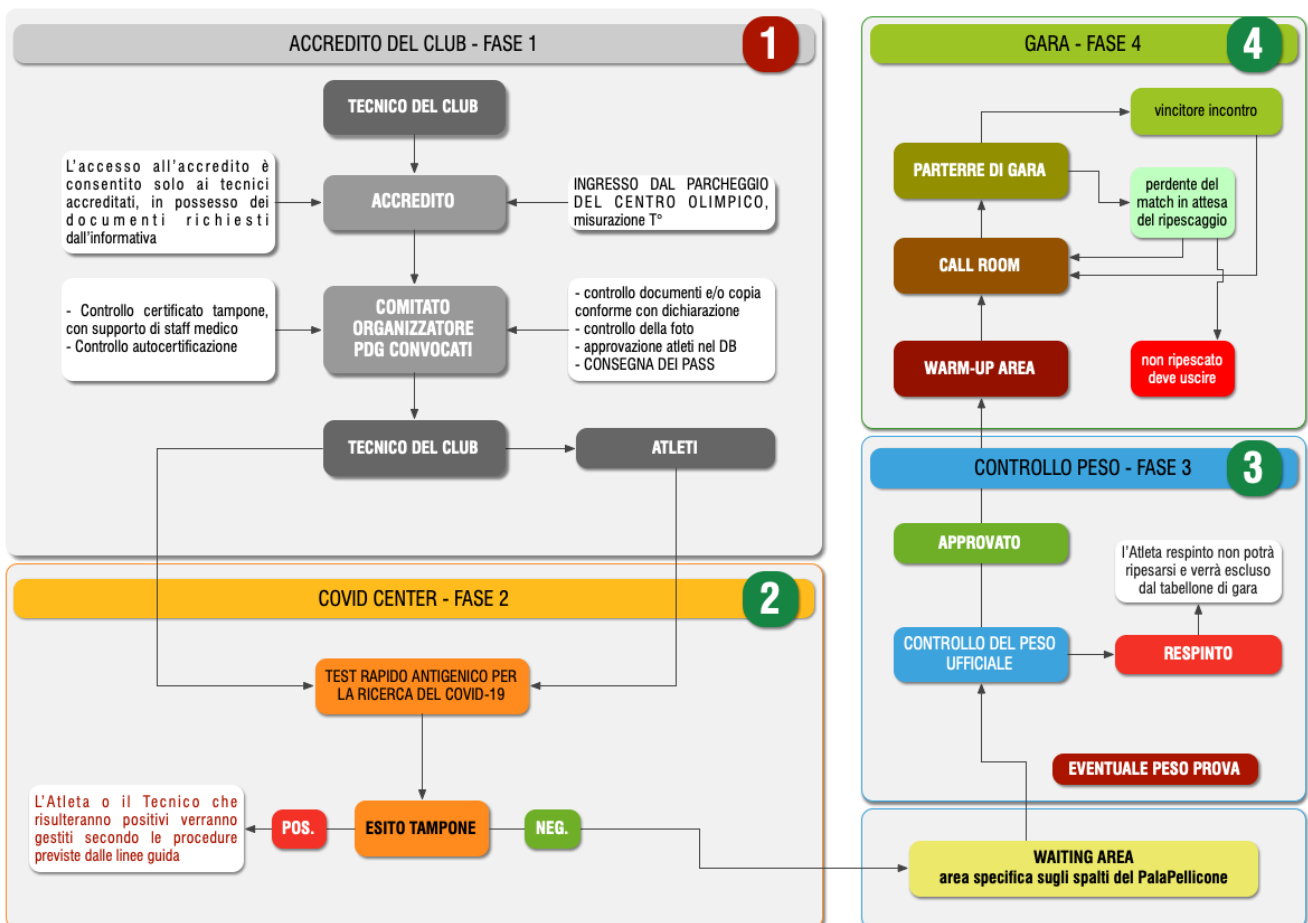 ACCREDITO DEL CLUB - FASE 1
1
TECNICO DEL CLUB
L'accesso all'accredito è
consentito solo ai tecnici
accreditati, in possesso dei
documenti richiesti
dall'informativa
ACCREDITO
INGRESSO DAL PARCHEGGIO
DEL CENTRO OLIMPICO,
misurazione T°
- Controllo certificato tampone,
con supporto di staff medico
- Controllo autocertificazione
COMITATO
ORGANIZZATORE
PDG CONVOCATI
- controllo documenti e/o copia
conforme con dichiarazione
- controllo della foto
- approvazione atleti nel DB
- CONSEGNA DEI PASS
TECNICO DEL CLUB
ATLETI
COVID CENTER - FASE 2
2
TEST RAPIDO ANTIGENICO PER
LA RICERCA DEL COVID-19
L'Atleta o il Tecnico che
risulteranno positivi verranno
gestiti secondo le procedure
previste dalle linee guida
POS.
ESITO TAMPONE
NEG.
GARA - FASE 4
4
vincitore incontro
PARTERRE DI GARA
perdente del
match in attesa
del ripescaggio
CALL ROOM
WARM-UP AREA
non ripescato
deve uscire
CONTROLLO PESO - FASE 3
3
APPROVATO
l'Atleta respinto non potrà
ripesarsi e verrà escluso
dal tabellone di gara
CONTROLLO DEL PESO
UFFICIALE
RESPINTO
EVENTUALE PESO PROVA
WAITING AREA
area specifica sugli spalti del PalaPellicone